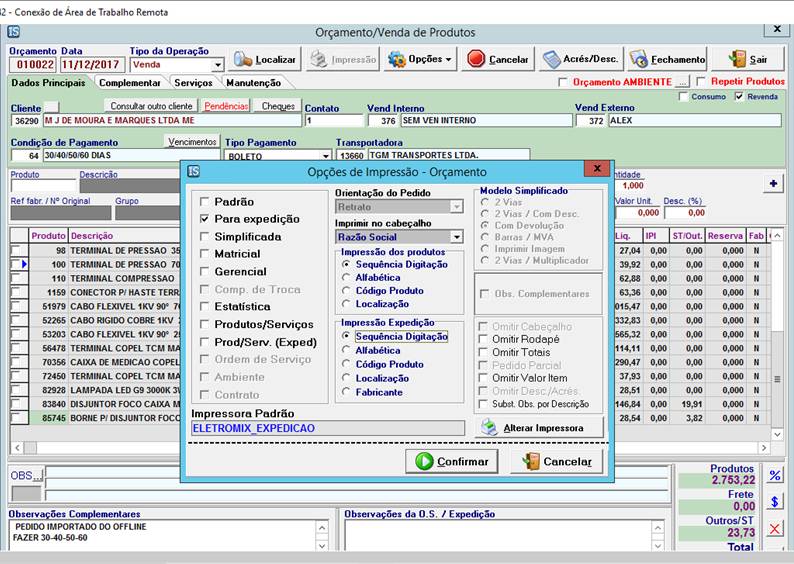 32 - Conexão de Área de Trabalho Remota
Orçamento/Venda de Produtos
Orçamento Data Tipo da Operação
010022 11/12/2017 Venda
Localizar Impressão Opções Cancelar Acrés/Desc. Fechamento Sair
Dados Principais Complementar Serviços Manutenção
Orçamento AMBIENTE ... Repetir Produtos
Consumo Revenda
Cliente Consultar outro cliente Pendências Cheques Contato Vend Interno Vend Externo
36290 M J DE MOURA E MARQUES LTDA ME 1 376 SEM VEN INTERNO 372 ALEX
Condição de Pagamento Vencimentos Tipo Pagamento Transportadora
64 30/40/50/60 DIAS BOLETO 13660 TGM TRANSPORTES LTDA.
Produto Descrição
1,000
Ref fabr. / Nº Original Grupo
Valor Unit. Desc. (%)
0,000 0,00
Produto Descrição
Liq. IPI ST/Out. Reserva Fab
98 TERMINAL DE PRESSAO 35 27,04 0,00 0,00 0,000 N
100 TERMINAL DE PRESSAO 70 39,92 0,00 0,00 0,000 N
110 TERMINAL COMPRESSAO 62,88 0,00 0,00 0,000 N
1159 CONECTOR P/ HASTE TERR 63,36 0,00 0,00 0,000 N
51979 CABO FLEXIVEL 1KV 90° 015,47 0,00 0,00 0,000 N
52265 CABO RIGIDO COBRE 1KV 332,83 0,00 0,00 0,000 N
53203 CABO FLEXIVEL 1KV 90° 565,32 0,00 0,00 0,000 N
56478 TERMINAL COPEL TCM MA 114,11 0,00 0,00 0,000 N
70356 CAIXA DE MEDICAO COPEL 290,47 0,00 0,00 0,000 N
72450 TERMINAL COPEL TCM MA 37,93 0,00 0,00 0,000 N
82928 LAMPADA LED G9 3000K 3W 28,51 0,00 0,00 0,000 N
83840 DISJUNTOR FOCO CAIXA M 146,84 0,00 19,91 0,000 N
85745 BORNE P/ DISJUNTOR FOC 28,54 0,00 3,82 0,000 N
Opções de Impressão - Orçamento
Padrão
Para expedição
Simplificada
Matricial
Gerencial
Comp. de Troca
Estatística
Produtos/Serviços
Prod/Serv. (Exped)
Ordem de Serviço
Ambiente
Contrato
Orientação do Pedido
Retrato
Imprimir no cabeçalho
Razão Social
Impressão dos produtos
Sequência Digitação
Alfabética
Código Produto
Localização
Impressão Expedição
Sequência Digitação
Alfabética
Código Produto
Localização
Fabricante
Modelo Simplificado
2 Vias
2 Vias / Com Desc.
Com Devolução
Barras / MVA
Imprimir Imagem
2 Vias / Multiplicador
Obs. Complementares
Omitir Cabeçalho
Omitir Rodapé
Omitir Totais
Pedido Parcial
Omitir Valor Item
Omitir Desc./Acrés.
Subst. Obs. por Descrição
Impressora Padrão
ELETROMIX_EXPEDICAO
Alterar Impressora
Confirmar Cancelar
OBS...
Produtos
2.753,22
Frete
0,00
Outros/ST
23,73
Total
Observações Complementares Observações da O.S. / Expedição
PEDIDO IMPORTADO DO OFFLINE
FAZER 30-40-50-60